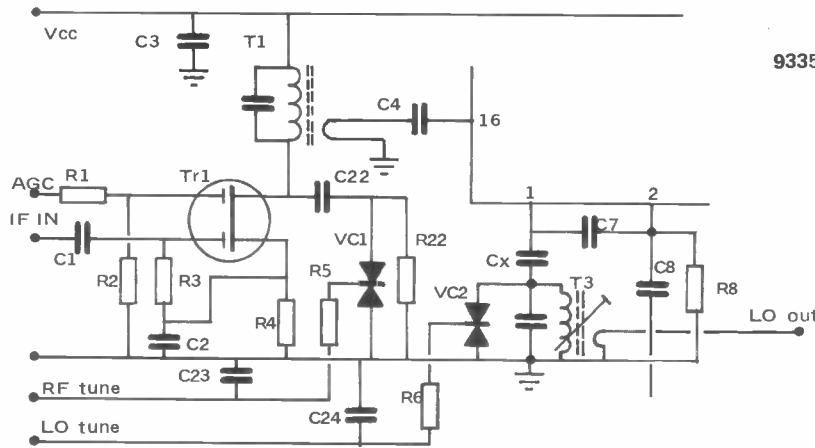 Vcc
C3
T1
9335
C4
16
AGC
R1
Tr1
C22
1
2
IF IN
C7
C1
R2
R3
R5
VC1
R22
Cx
T3
C8
R8
VC2
R4
LO out
C2
C23
RF tune
C24
R6
LO tune